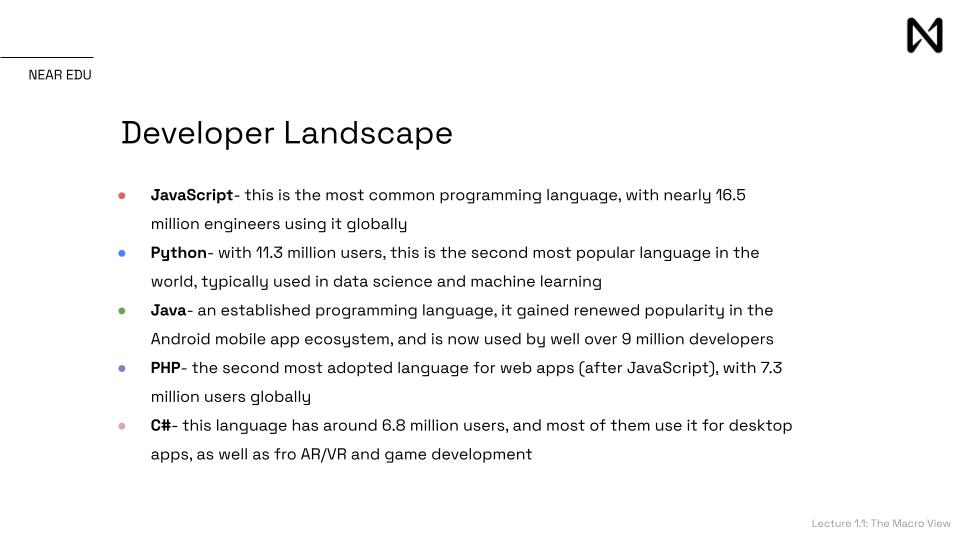 NEAR EDU
Developer Landscape
JavaScript- this is the most common programming language, with nearly 16.5
million engineers using it globally
Python- with 11.3 million users, this is the second most popular language in the
world, typically used in data science and machine learning
Java- an established programming language, it gained renewed popularity in the
Android mobile app ecosystem, and is now used by well over 9 million developers
PHP- the second most adopted language for web apps (after JavaScript), with 7.3
million users globally
C#- this language has around 6.8 million users, and most of them use it for desktop
apps, as well as fro AR/VR and game development
Lecture 1.1: The Macro View